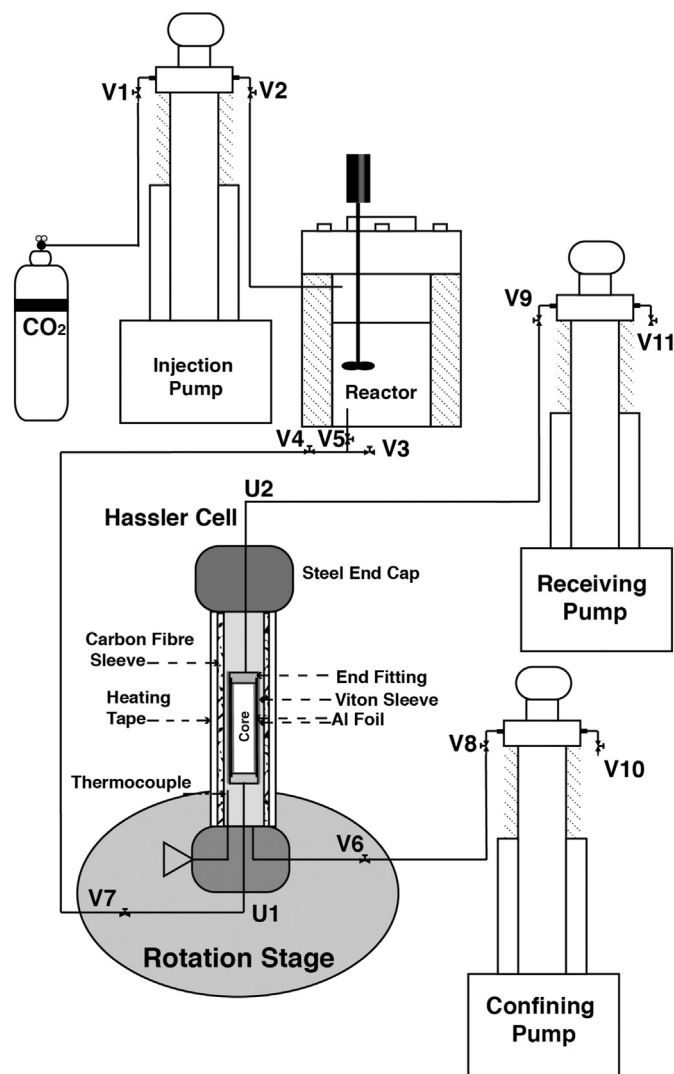 V1
V2
CO2
Injection
Pump
Reactor
V9
V11
V4
V5
V3
U2
Hassler Cell
Steel End Cap
Receiving
Pump
Carbon Fibre
Sleeve
End Fitting
Heating
Tape
Viton Sleeve
Al Foil
Core
Thermocouple
V8
V10
V6
V7
U1
Rotation Stage
Confining
Pump